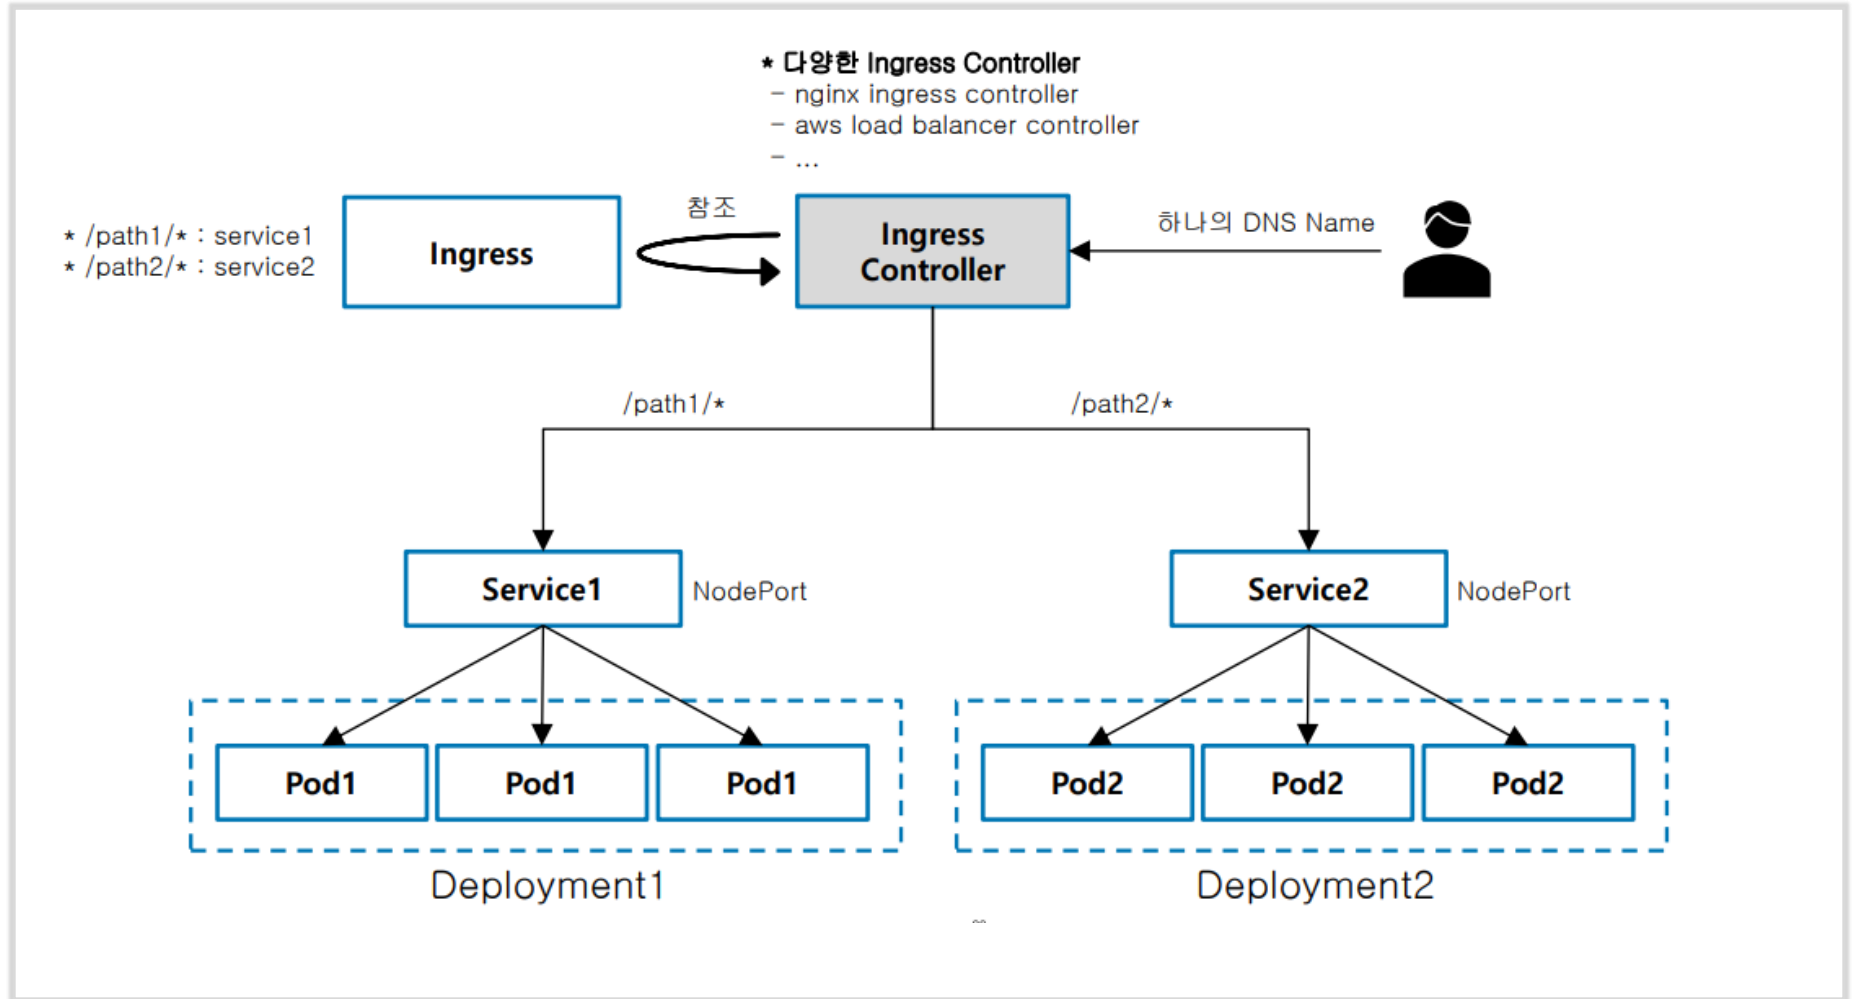 * 다양한 Ingress Controller
- nginx ingress controller
- aws load balancer controller
- ...
* /path1/* : service1
* /path2/* : service2
Ingress
참조
Ingress
Controller
하나의 DNS Name
/path1/*
/path2/*
Service1
NodePort
Service2
NodePort
Pod1
Pod1
Pod1
Pod2
Pod2
Pod2
Deployment1
Deployment2